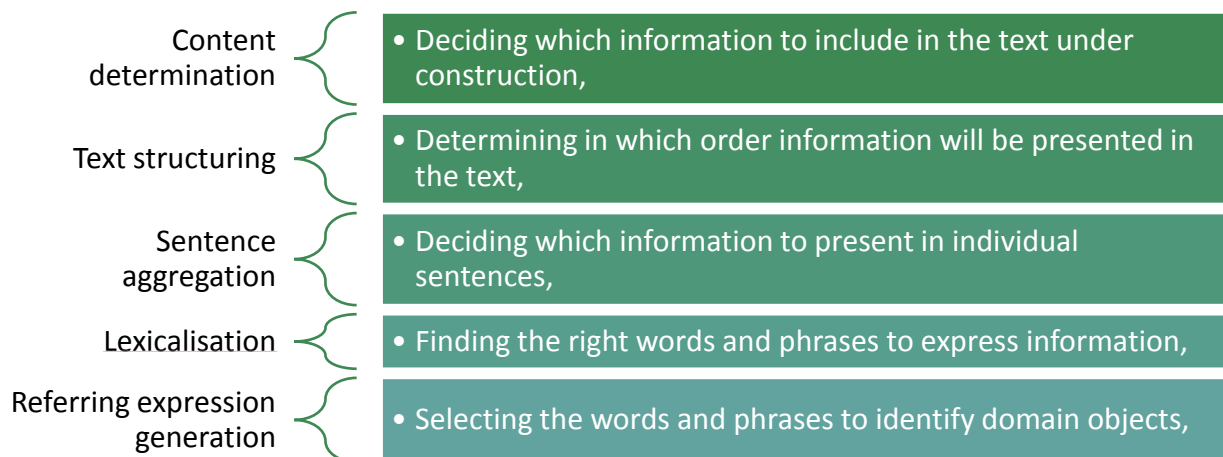 Content
determination
• Deciding which information to include in the text under
construction,
Text structuring
• Determining in which order information will be presented in
the text,
Sentence
aggregation
• Deciding which information to present in individual
sentences,
Lexicalisation
• Finding the right words and phrases to express information,
Referring expression
generation
• Selecting the words and phrases to identify domain objects,